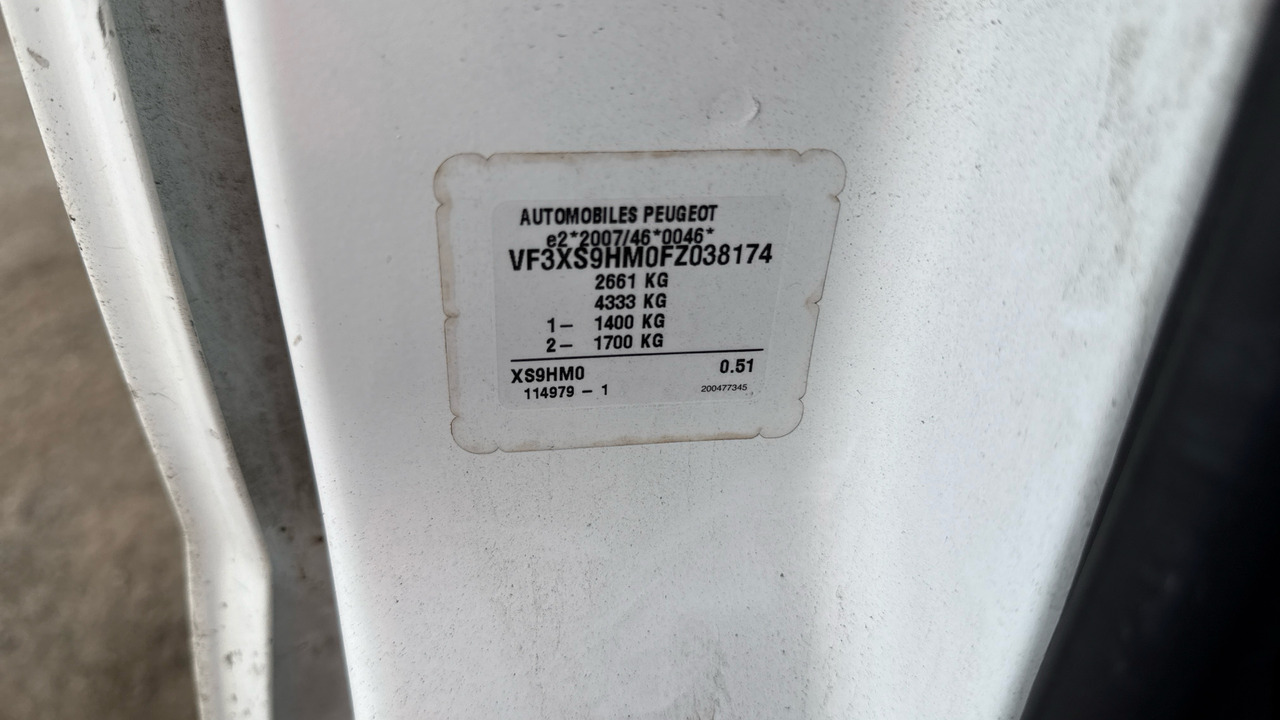 AUTOMOBILES PEUGEOT
e2*2007/46*0046*
VF3XS9HM0FZ038174
2661 KG
4333 KG
1– 1400 KG
2– 1700 KG
XS9HM0 0.51
114979 – 1 200477345